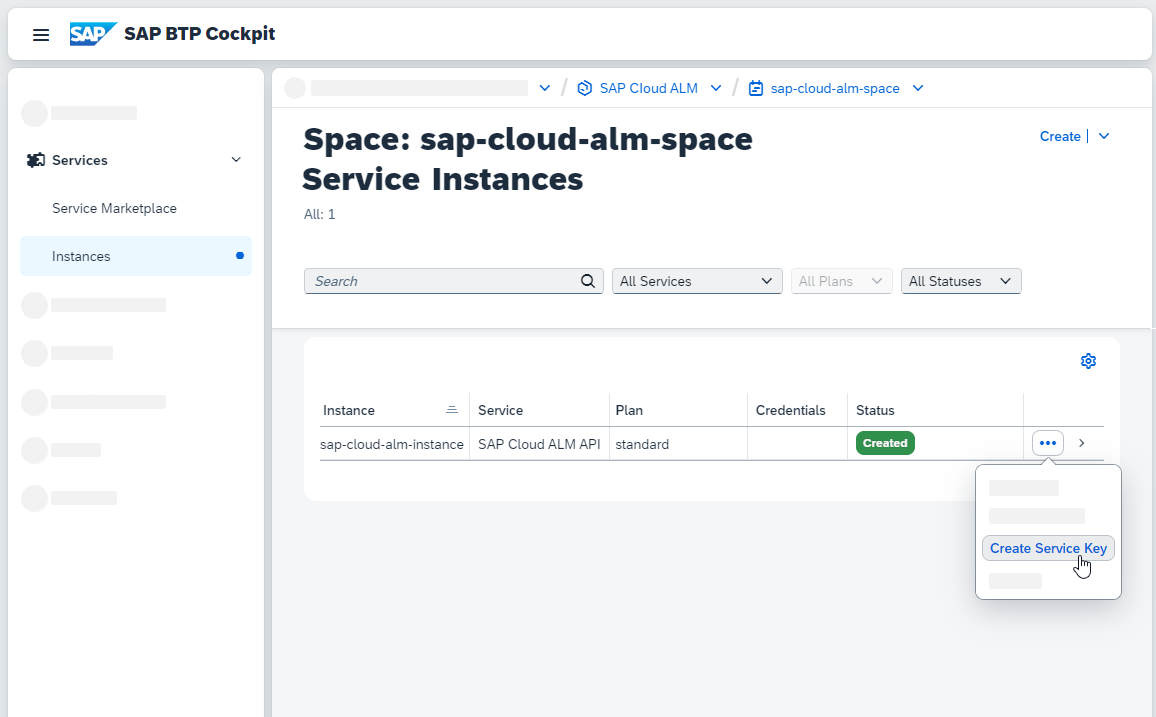 SAP SAP BTP Cockpit
Services
Service Marketplace
Instances
/ SAP Cloud ALM / sap-cloud-alm-space
Space: sap-cloud-alm-space
Service Instances
All: 1
Create
Search
All Services
All Plans
All Statuses
Instance Service Plan Credentials Status
sap-cloud-alm-instance SAP Cloud ALM API standard Created
Create Service Key